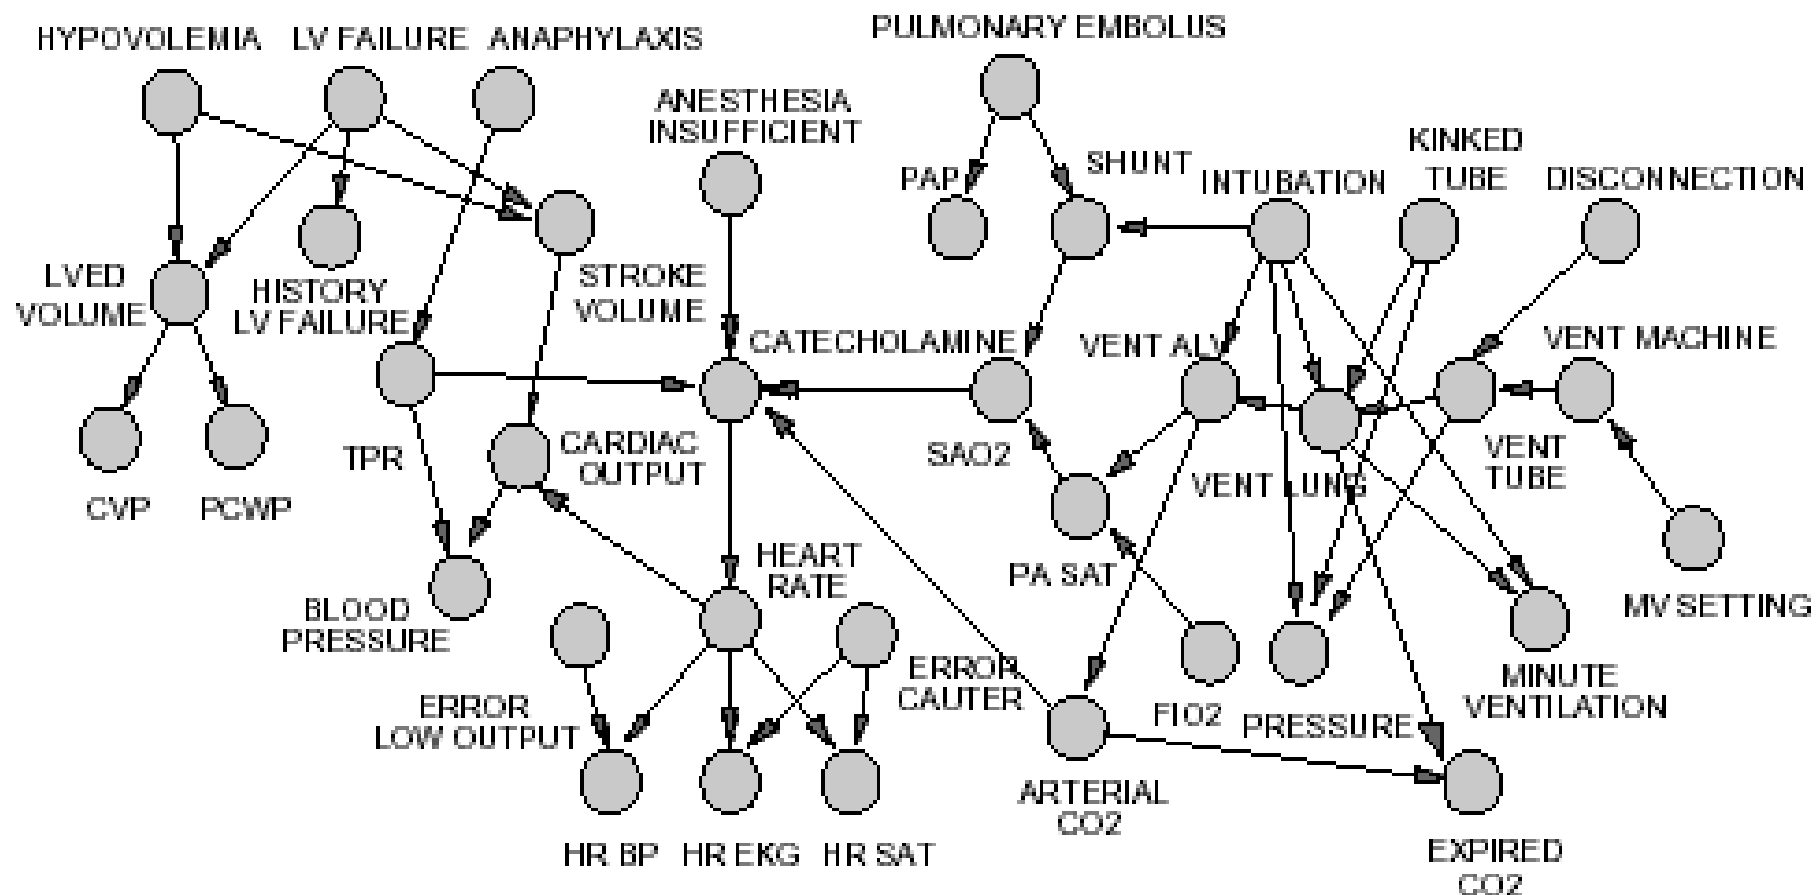 HYPOVOLEMIA
LV FAILURE
ANAPHYLAXIS
PULMONARY EMBOLUS
ANESTHESIA
INSUFFICIENT
PAP
SHUNT
INTUBATION
KINKED
TUBE
DISCONNECTION
LVED
VOLUME
HISTORY
LV FAILURE
STROKE
VOLUME
CATECHOLAMINE
VENT ALV
VENT MACHINE
TPR
CARDIAC
OUTPUT
SAO2
VENT LUNG
VENT
TUBE
CVP
PCWP
HEART
RATE
PA SAT
BLOOD
PRESSURE
MV SETTING
ERROR
LOW OUTPUT
ERROR
CAUTER
FIO2
PRESSURE
MINUTE
VENTILATION
ARTERIAL
CO2
HR BP
HR EKG
HR SAT
EXPIRED
CO2